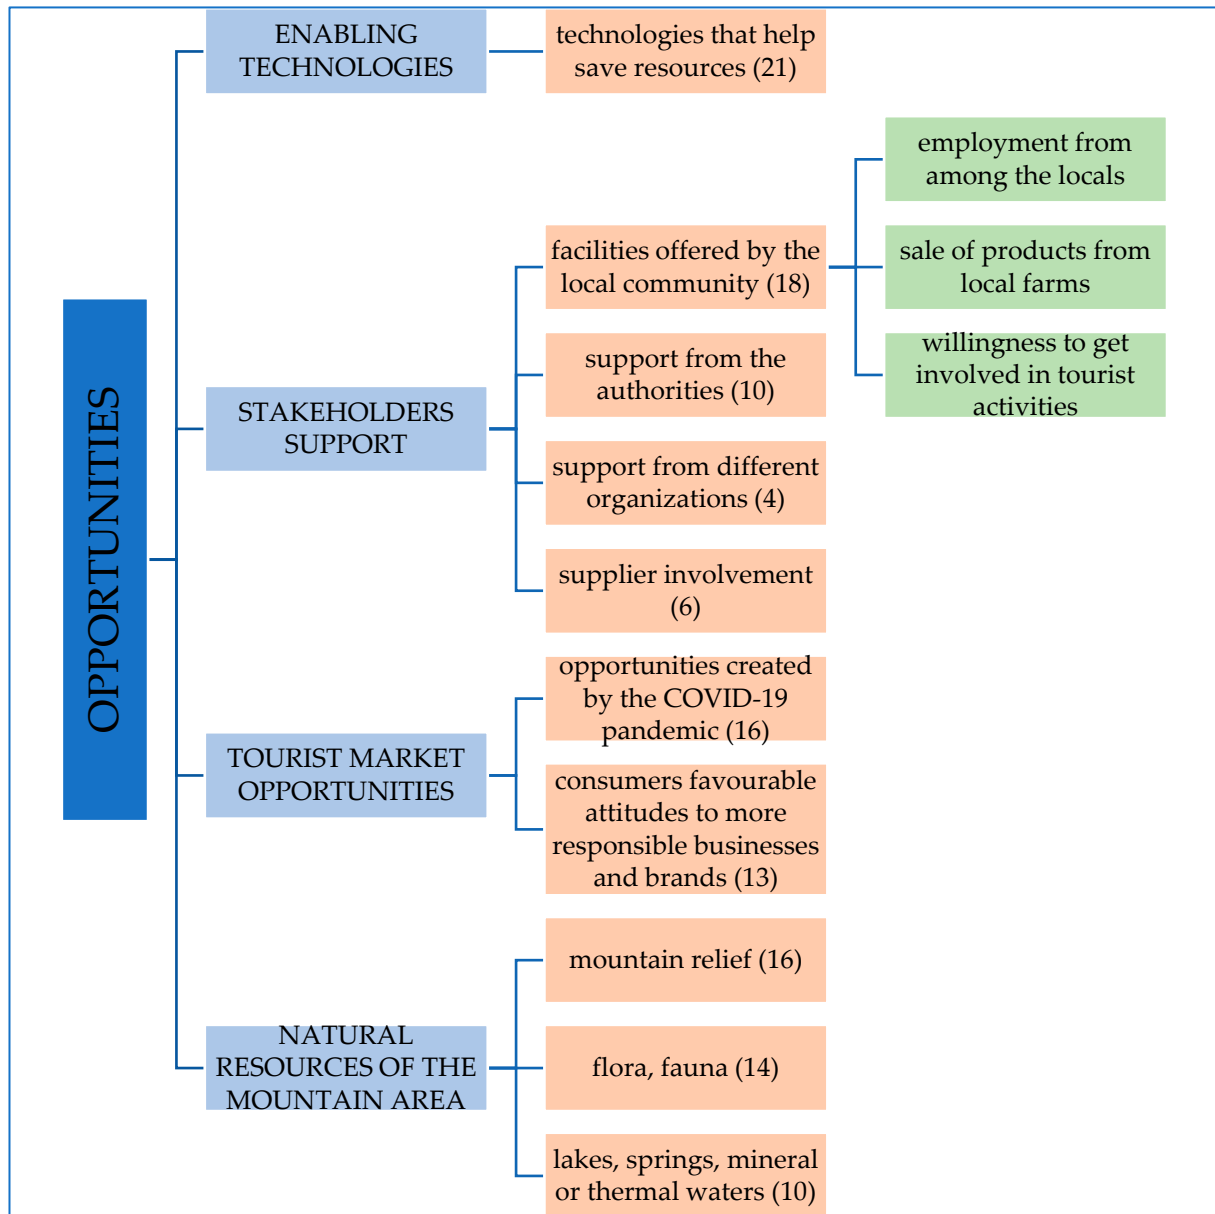 OPPORTUNITIES
ENABLING
TECHNOLOGIES
technologies that help
save resources (21)
STAKEHOLDERS
SUPPORT
facilities offered by the
local community (18)
employment from
among the locals
sale of products from
local farms
willingness to get
involved in tourist
activities
support from the
authorities (10)
support from different
organizations (4)
supplier involvement
(6)
TOURIST MARKET
OPPORTUNITIES
opportunities created
by the COVID-19
pandemic (16)
consumers favourable
attitudes to more
responsible businesses
and brands (13)
NATURAL
RESOURCES OF THE
MOUNTAIN AREA
mountain relief (16)
flora, fauna (14)
lakes, springs, mineral
or thermal waters (10)